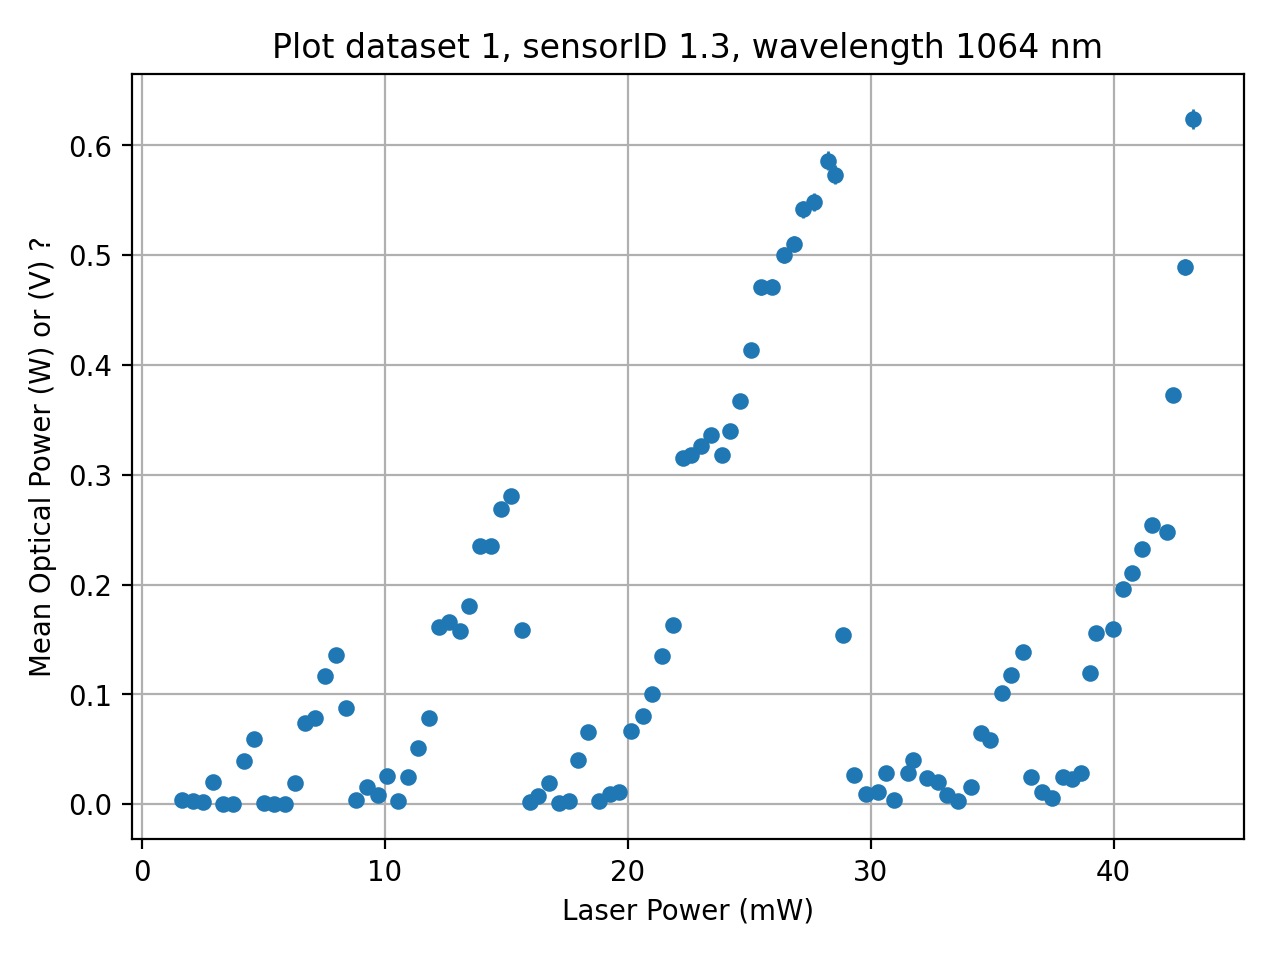 Plot dataset 1, sensorID 1.3, wavelength 1064 nm
Mean Optical Power (W) or (V) ?
0.6
0.5
0.4
0.3
0.2
0.1
0.0
0 10 20 30 40
Laser Power (mW)